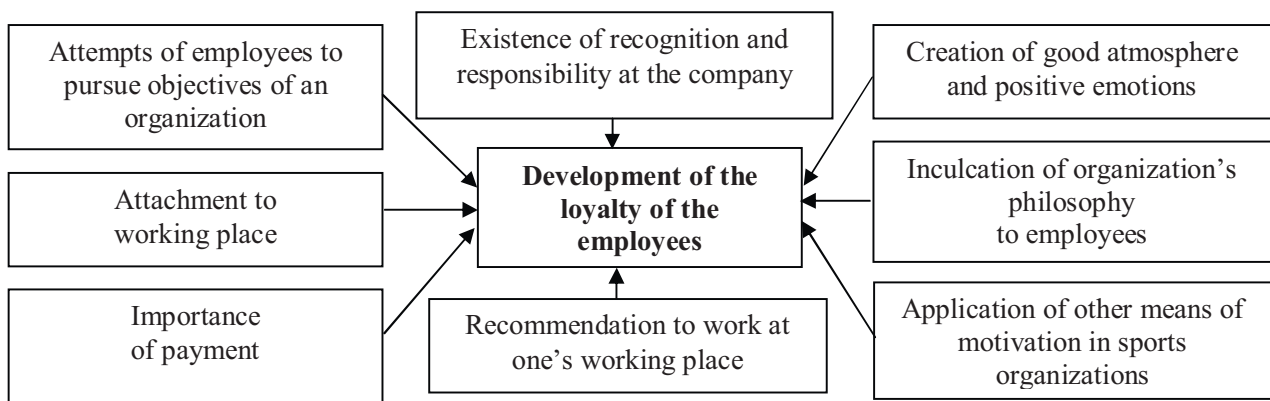 Attempts of employees to
pursue objectives of an
organization
Existence of recognition and
responsibility at the company
Creation of good atmosphere
and positive emotions
Attachment to
working place
Development of the
loyalty of the
employees
Inculcation of organization’s
philosophy
to employees
Importance
of payment
Recommendation to work at
one’s working place
Application of other means of
motivation in sports
organizations